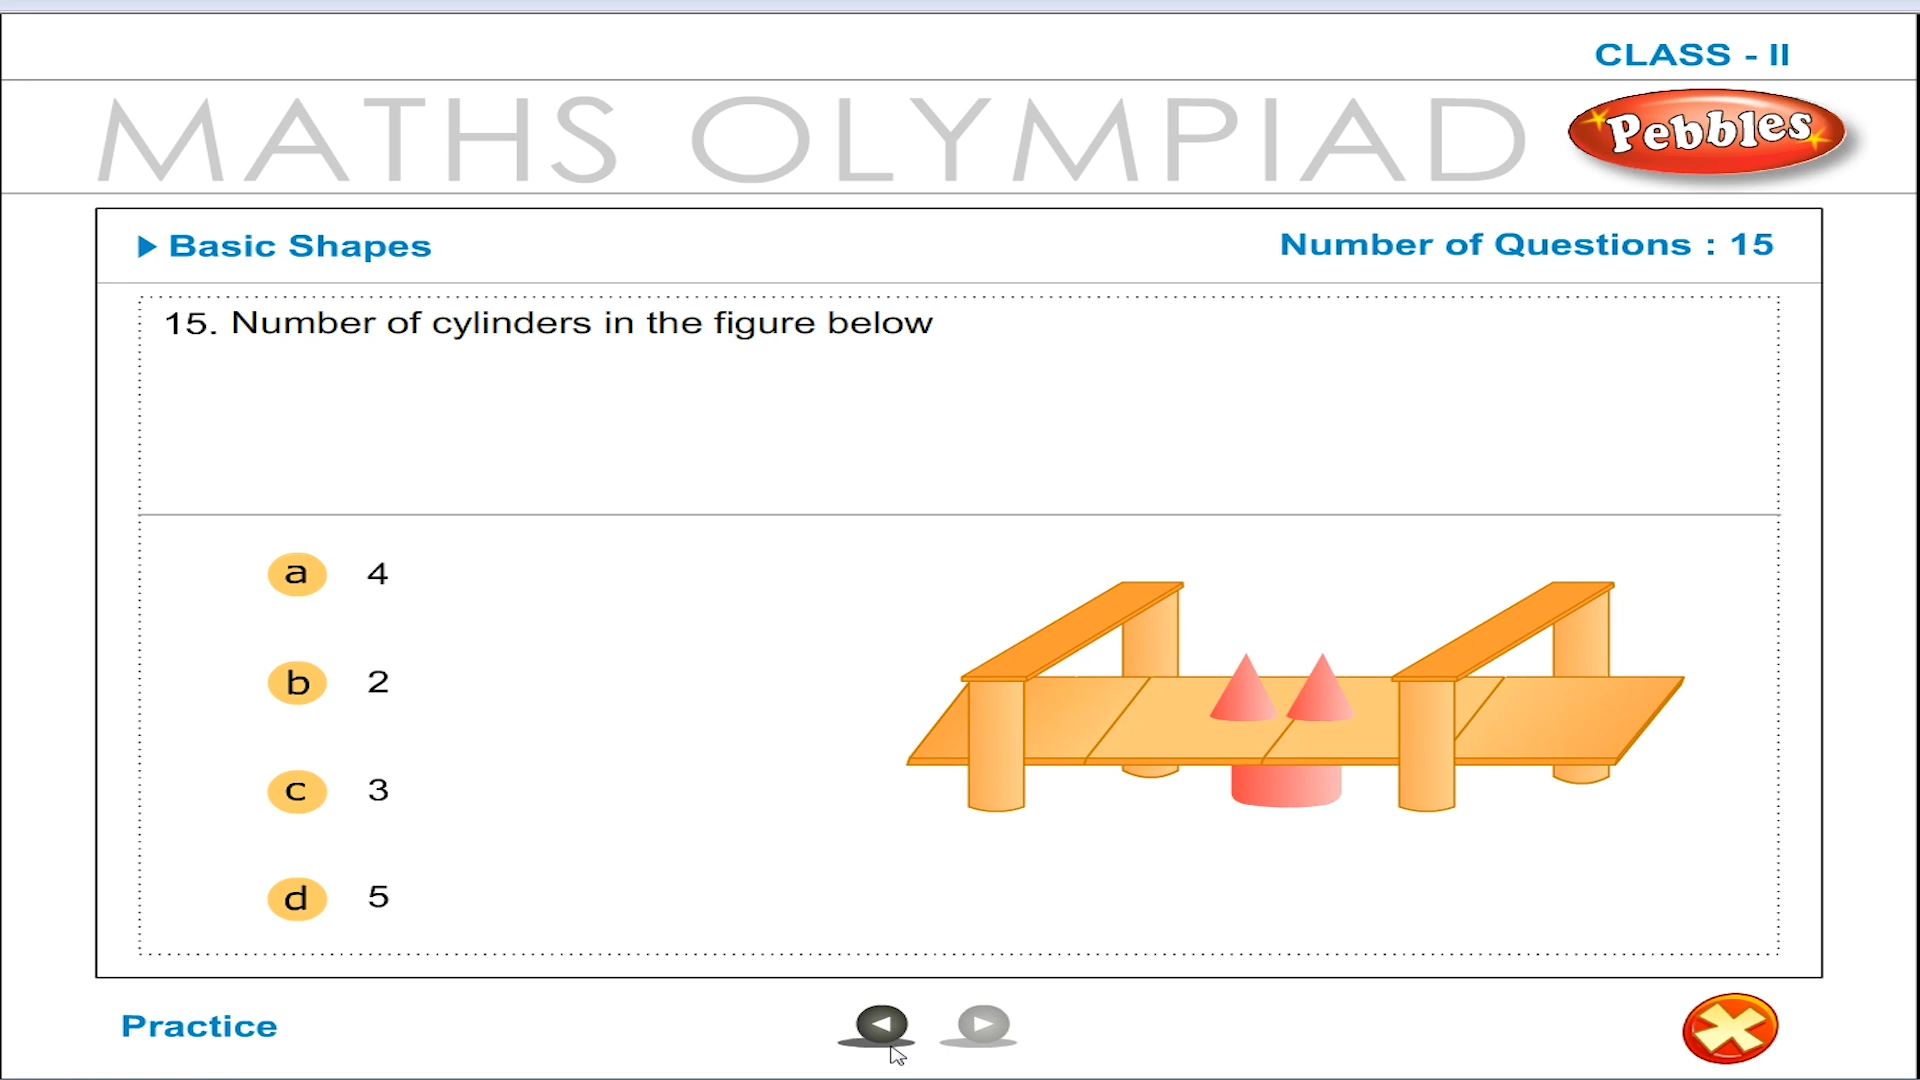 CLASS - II
MATHS OLYMPIAD
Pebbles
Basic Shapes
Number of Questions : 15
15. Number of cylinders in the figure below
a 4
b 2
c 3
d 5
Practice